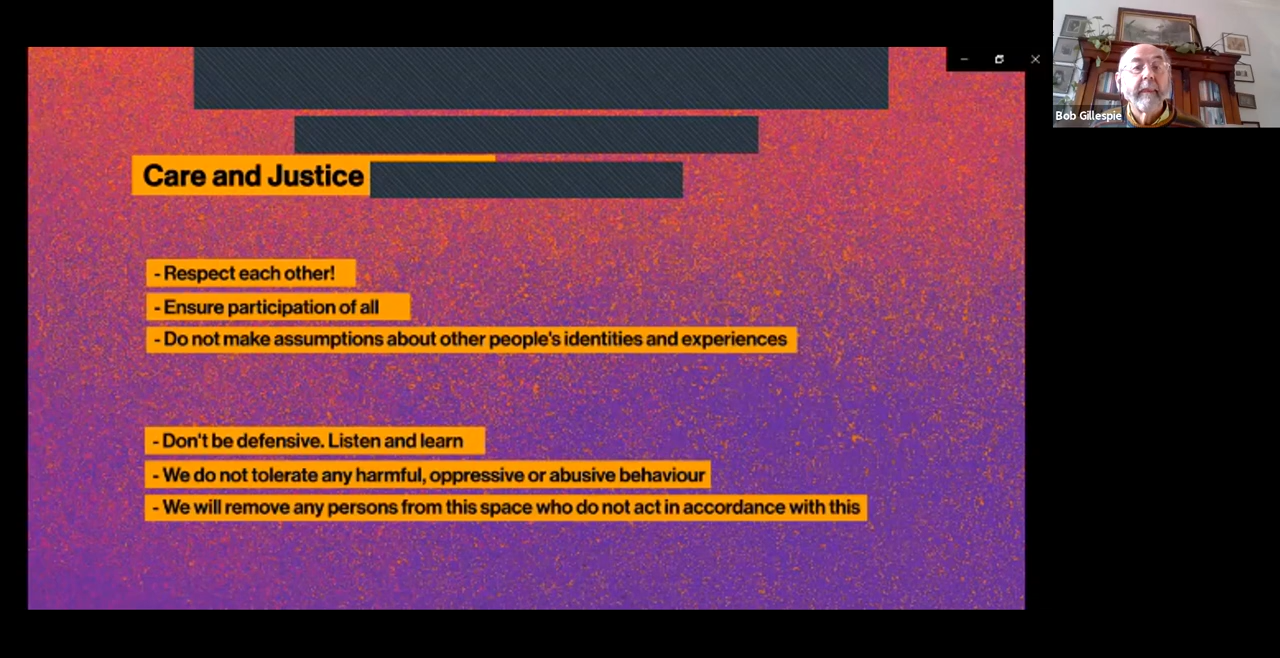 Care and Justice
Bob Gillespie
- Respect each other!
- Ensure participation of all
- Do not make assumptions about other people's identities and experiences
- Don't be defensive. Listen and learn
- We do not tolerate any harmful, oppressive or abusive behaviour
- We will remove any persons from this space who do not act in accordance with this